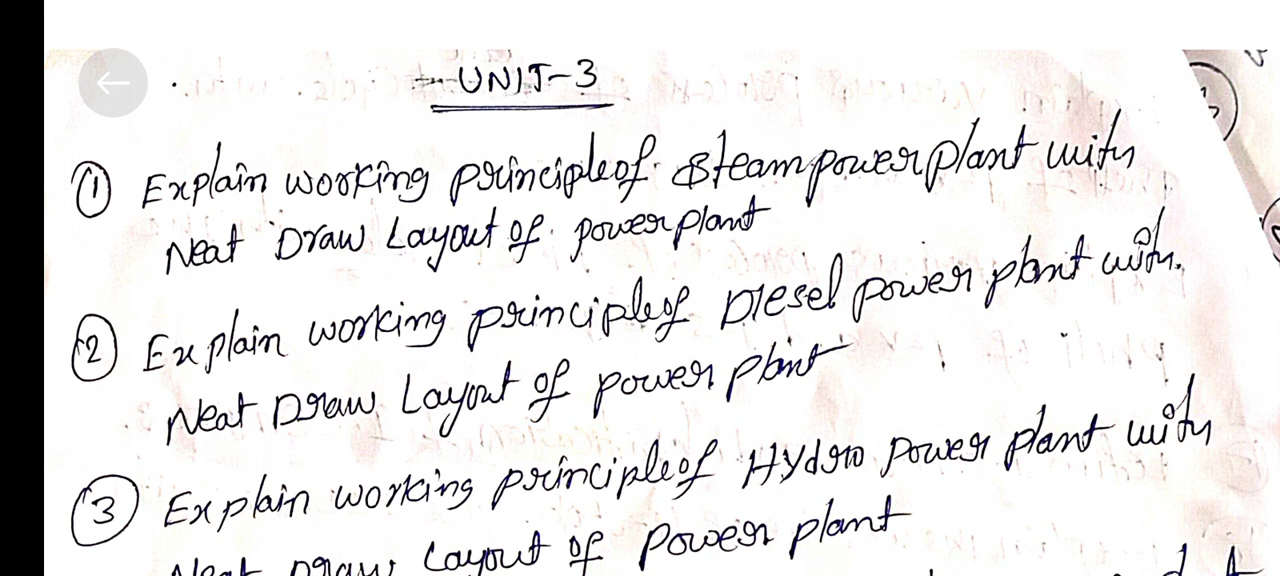 UNIT-3
① Explain working principle of steam power plant with
Neat Draw Layout of power plant
② Explain working principle of Diesel power plant with
Neat Draw Layout of power plant
③ Explain working principle of Hydro power plant with
Neat Draw Layout of Power plant